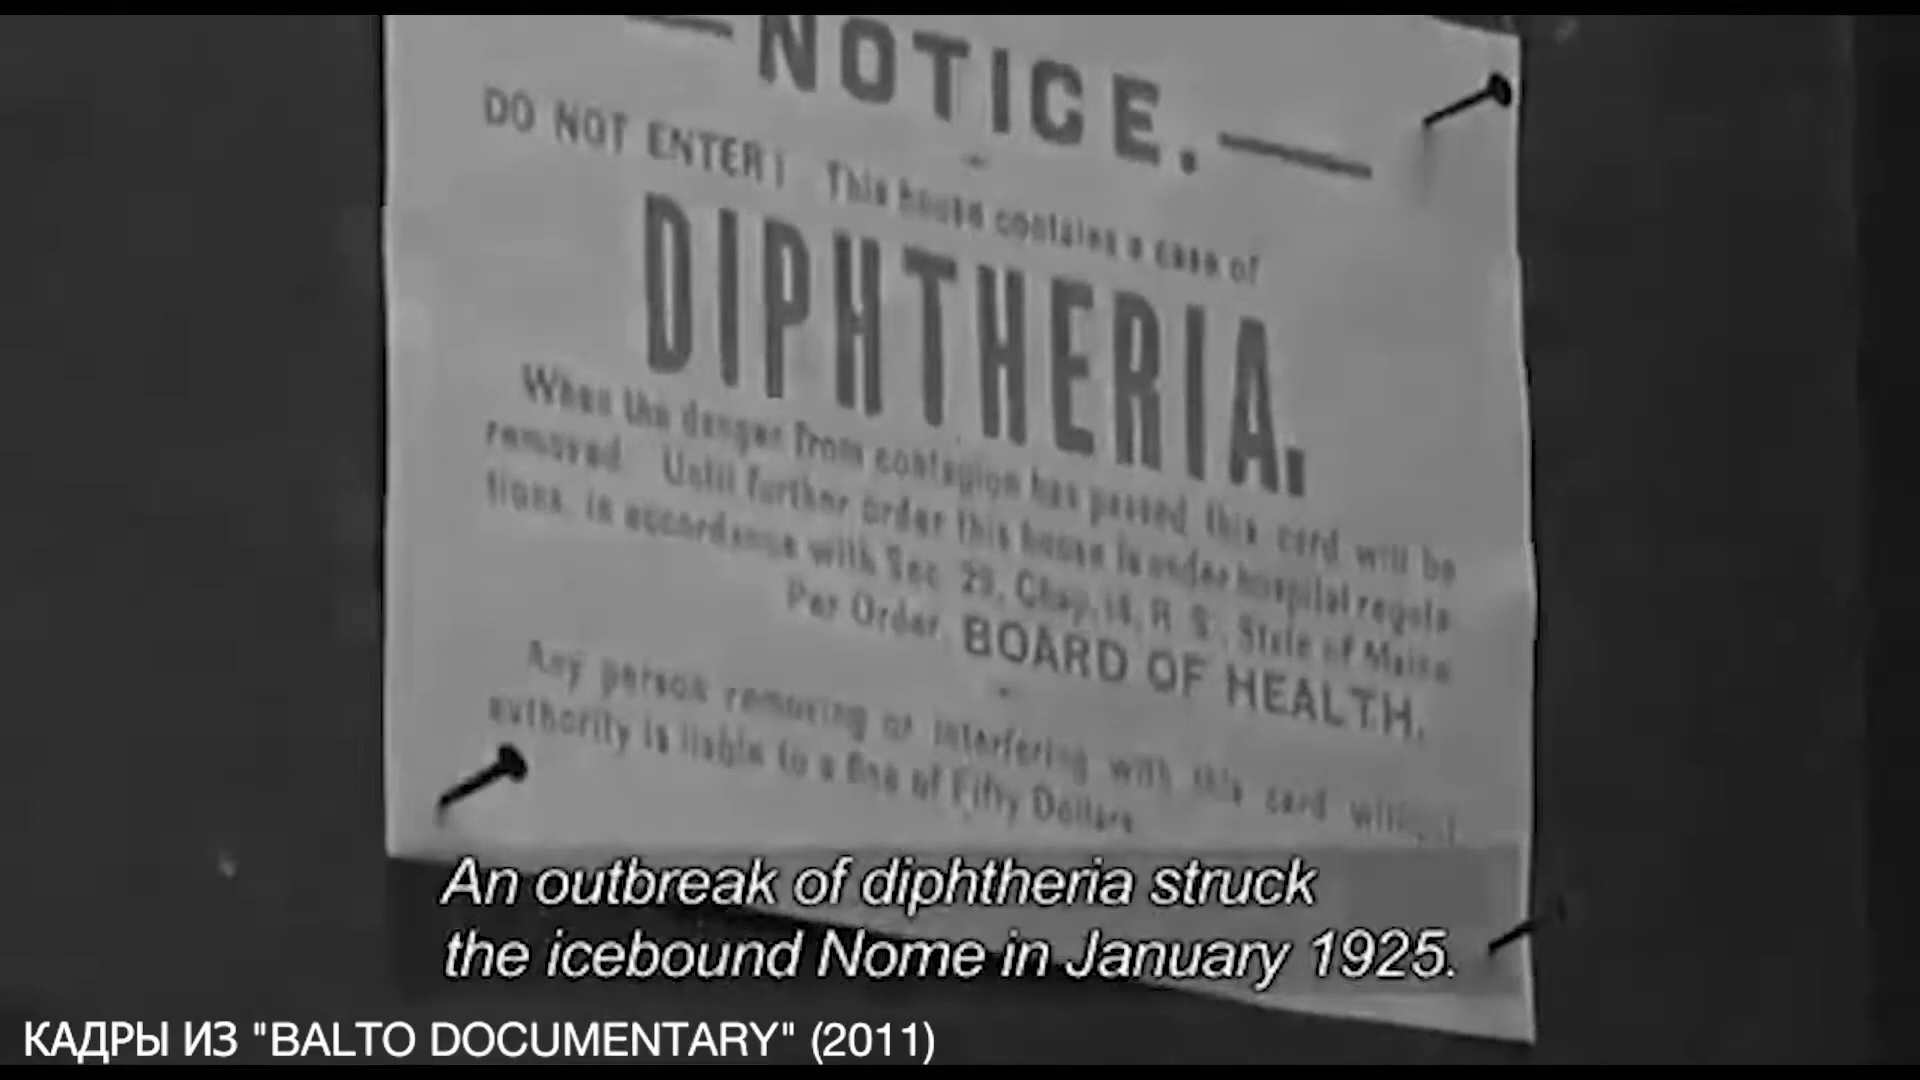 — NOTICE. —
DO NOT ENTER! This house contains a case of
DIPHTHERIA.
When the danger from contagion has passed this card will be
removed. Until further order this house is under hospital regula
tions, in accordance with Sec. 29, Chap. 18, R. S., State of Maine
Per Order, BOARD OF HEALTH.
Any person removing or interfering with this card without
authority is liable to a fine of Fifty Dollars
An outbreak of diphtheria struck
the icebound Nome in January 1925.
КАДРЫ ИЗ "BALTO DOCUMENTARY" (2011)